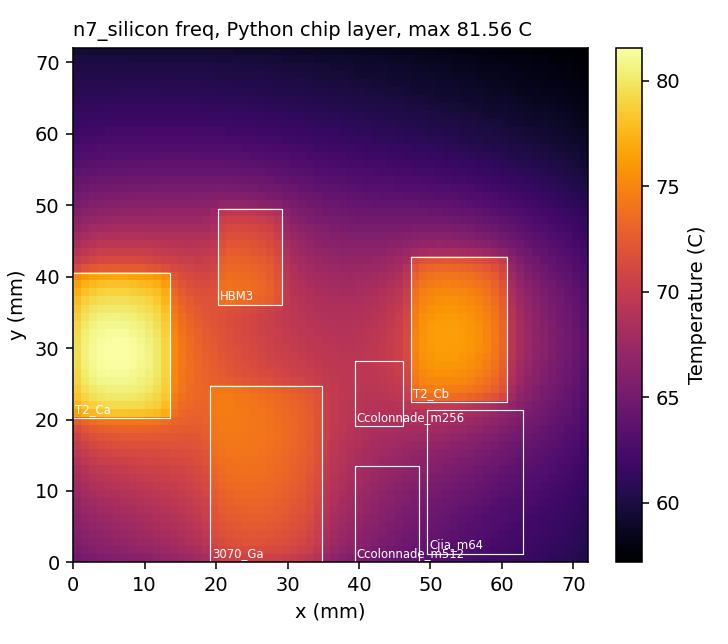 n7_silicon freq, Python chip layer, max 81.56 C
70
60
50
40
30
20
10
0
y (mm)
HBM3
T2_Ca
T2_Cb
Ccolonnade_m256
Cjia_m64
3070_Ga
Ccolonnade_m512
0 10 20 30 40 50 60 70
x (mm)
80
75
70
65
60
Temperature (C)